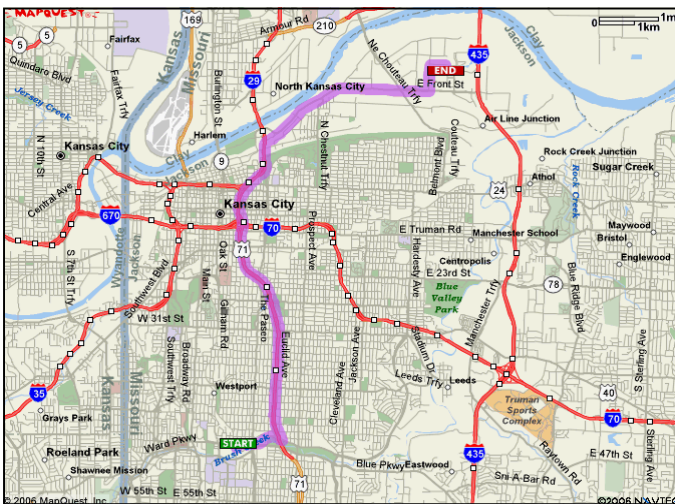 MAPQUEST
169
Armour Rd
210
0 1mi
1km
5
5
Fairfax
Kansas
Missouri
Clay
Jackson
435
Quindaro Blvd
Fairfax Trfy
Burlington St
29
Ne Chouteau Trfy
END
E Front St
North Kansas City
Jersey Creek
N 10th St
Harlem
N Chestnut Trfy
Air Line Junction
Kansas City
Clay
Jackson
9
Couteau Trfy
Belmont Blvd
Rock Creek Junction
Sugar Creek
Athol
Rock Creek
24
Central Ave
Kansas City
670
70
Prospect Ave
E Truman Rd
Manchester School
Maywood
Bristol
S 7th St Trfy
Wyandotte
Jackson
Southwest Blvd
Oak St
71
Hardesly Ave
Centropolis
Englewood
E 23rd St
Main St
Gillham Rd
The Paseo
Blue
Valley
Park
Manchester Trfy
78
Blue Ridge Blvd
W 31st St
Euclid Ave
Southwest Trfy
Broadway Rd
Jackson Ave
Cleveland Ave
Stadium Dr
S Sterling Ave
35
Kansas
Missouri
Westport
Leeds Trfy
Leeds
40
Grays Park
Truman
Sports
Complex
70
Ward Pkwy
START
Brush Creek
Raytown Rd
Sterling Ave
Roeland Park
Blue Pkwy
Eastwood
435
E 47th St
Shawnee Mission
Sni-A-Bar Rd
W 55th St
E 55th St
71
© 2006 MapQuest, Inc.
©2006 NAVTEQ